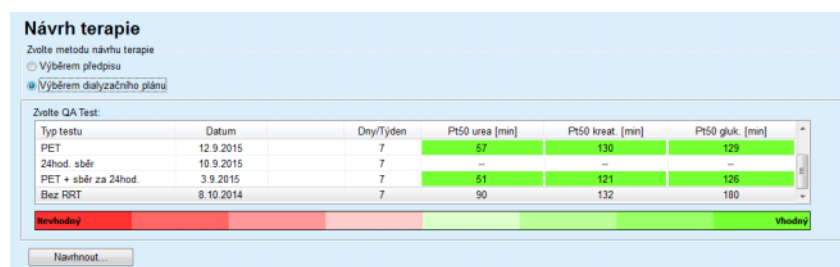 Návrh terapie
Zvolte metodu návrhu terapie
Výběrem předpisu
Výběrem dialyzačního plánu
Zvolte QA Test:
Typ testu Datum Dny/Týden Pt50 urea [min] Pt50 kreat. [min] Pt50 gluk. [min]
PET 12.9.2015 7 57 130 129
24hod. sběr 10.9.2015 7 -- -- --
PET + sběr za 24hod. 3.9.2015 7 51 121 126
Bez RRT 8.10.2014 7 90 132 180
Nevhodný Vhodný
Navrhnout...